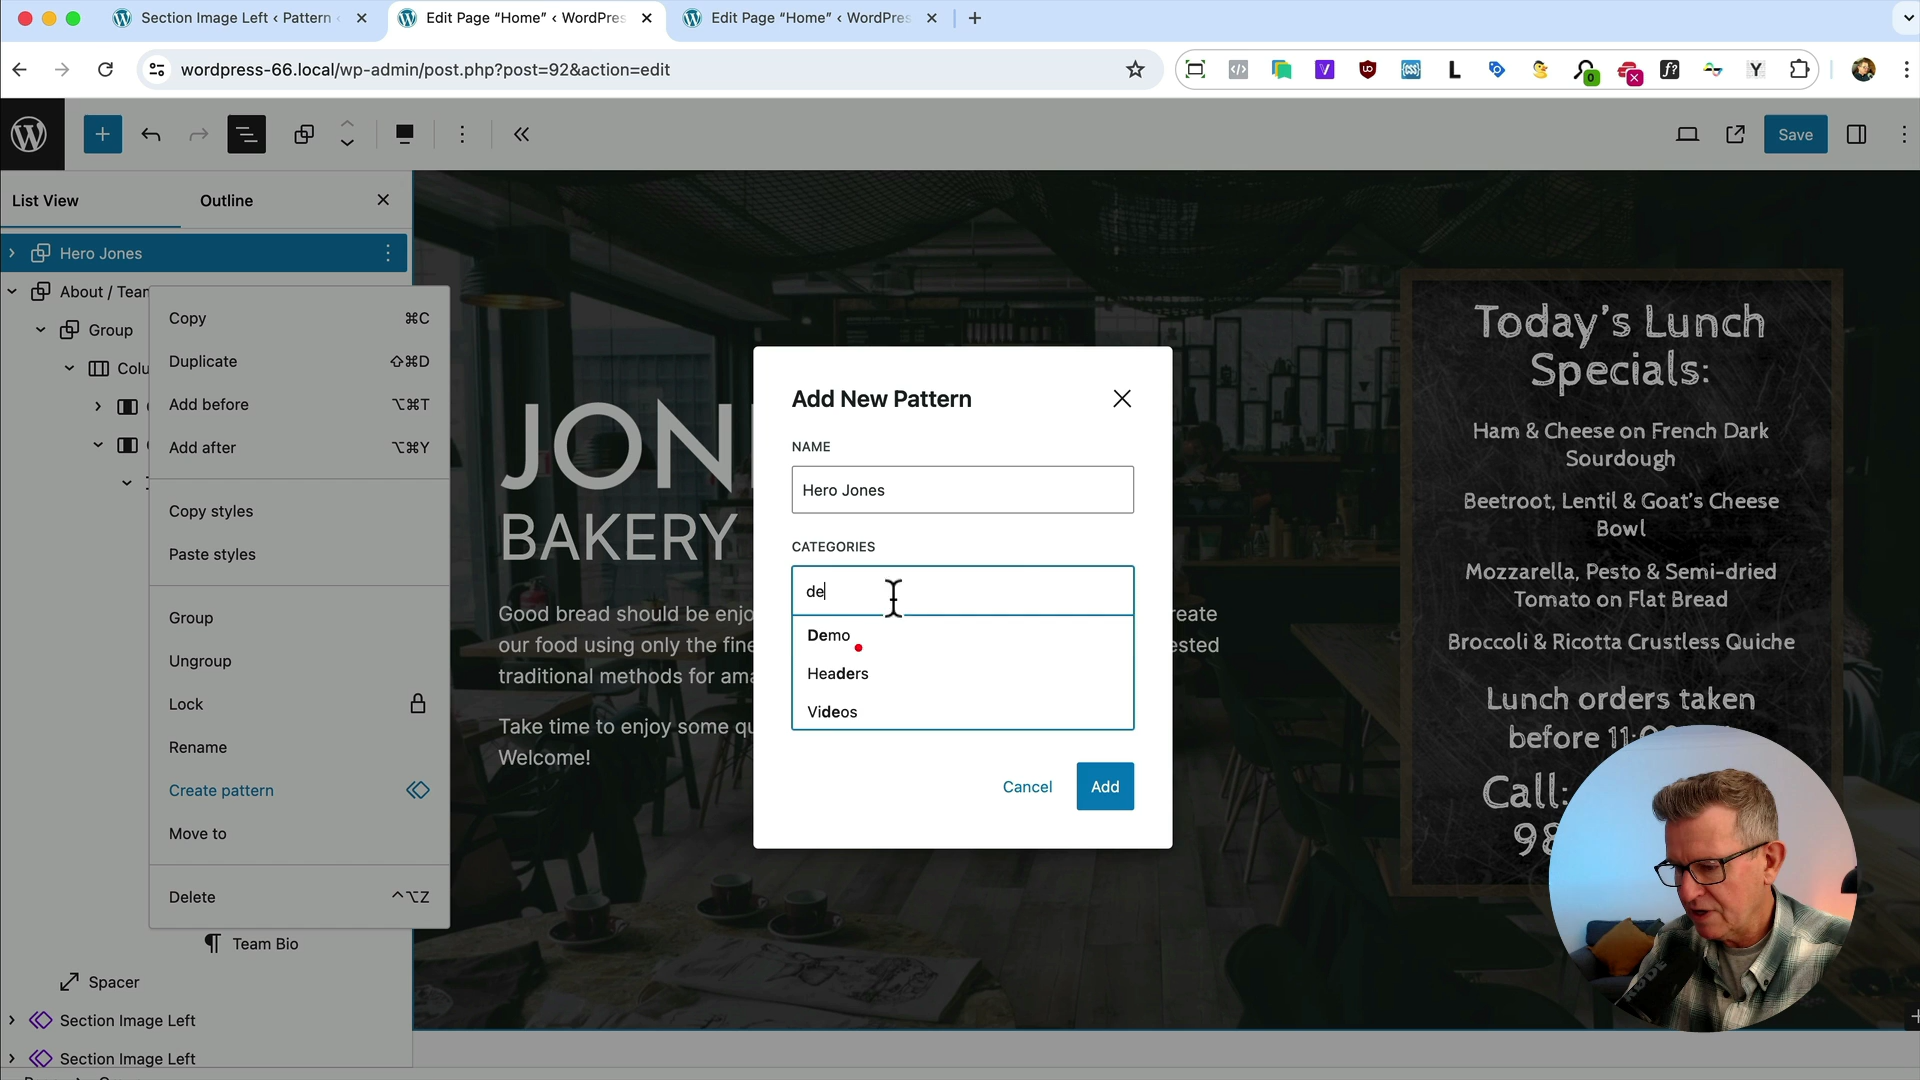 Section Image Left ‹ Pattern ‹
Edit Page “Home” ‹ WordPres
Edit Page “Home” ‹ WordPres
wordpress-66.local/wp-admin/post.php?post=92&action=edit
Save
List View
Outline
Hero Jones
About / Tean
Group
Colu
Copy ⌘C
Duplicate ⇧⌘D
Add before ⌥⌘T
Add after ⌥⌘Y
Copy styles
Paste styles
Group
Ungroup
Lock
Rename
Create pattern
Move to
Delete ^⌥Z
Team Bio
Spacer
Section Image Left
Section Image Left
JON
BAKERY
Good bread should be enjo
reate
our food using only the fine
ested
traditional methods for ama
Take time to enjoy some qu
Welcome!
Add New Pattern
NAME
Hero Jones
CATEGORIES
de
Demo
Headers
Videos
Cancel
Add
Today’s Lunch
Specials:
Ham & Cheese on French Dark
Sourdough
Beetroot, Lentil & Goat’s Cheese
Bowl
Mozzarella, Pesto & Semi-dried
Tomato on Flat Bread
Broccoli & Ricotta Crustless Quiche
Lunch orders taken
before 11:
Call:
98
RODE